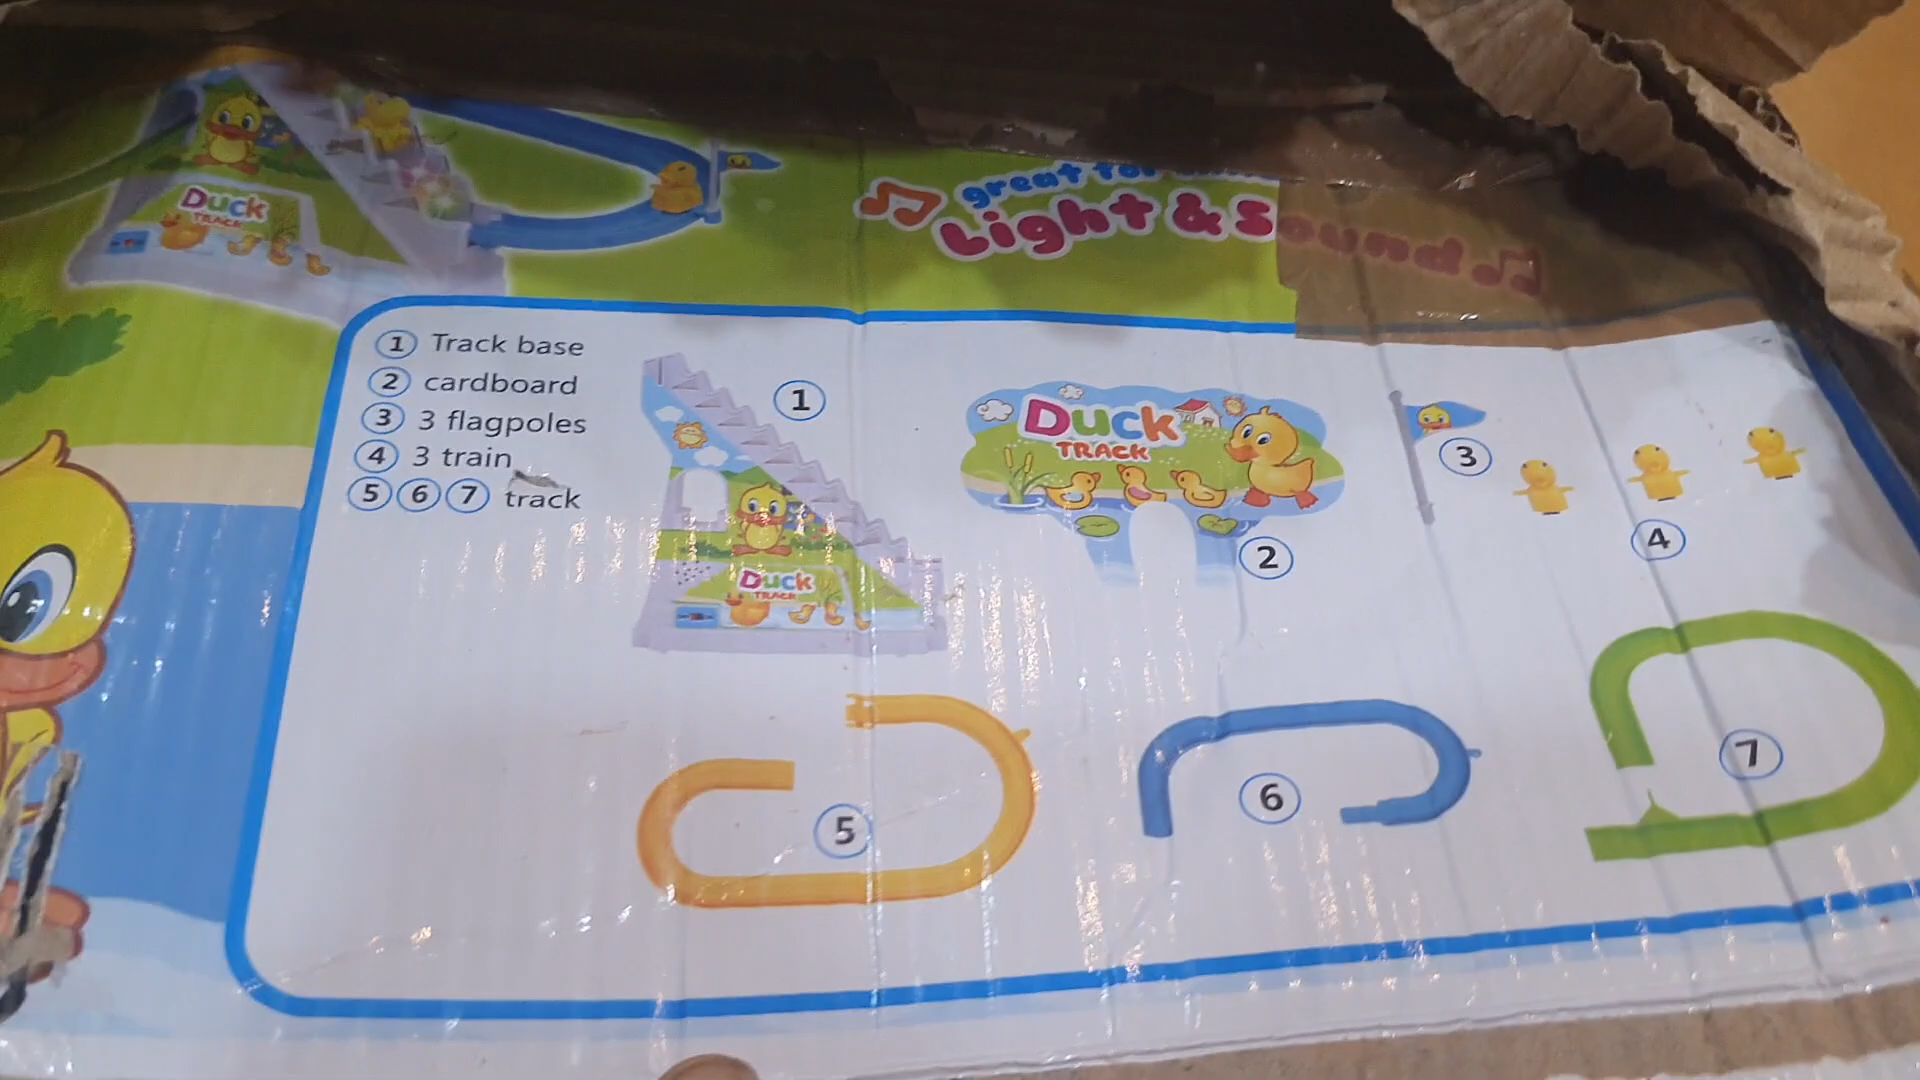 Duck
TRACK
great for
Light & Sound
1 Track base
2 cardboard
3 3 flagpoles
4 3 train
5 6 7 track
1
Duck
TRACK
Duck
TRACK
2
3
4
5
6
7